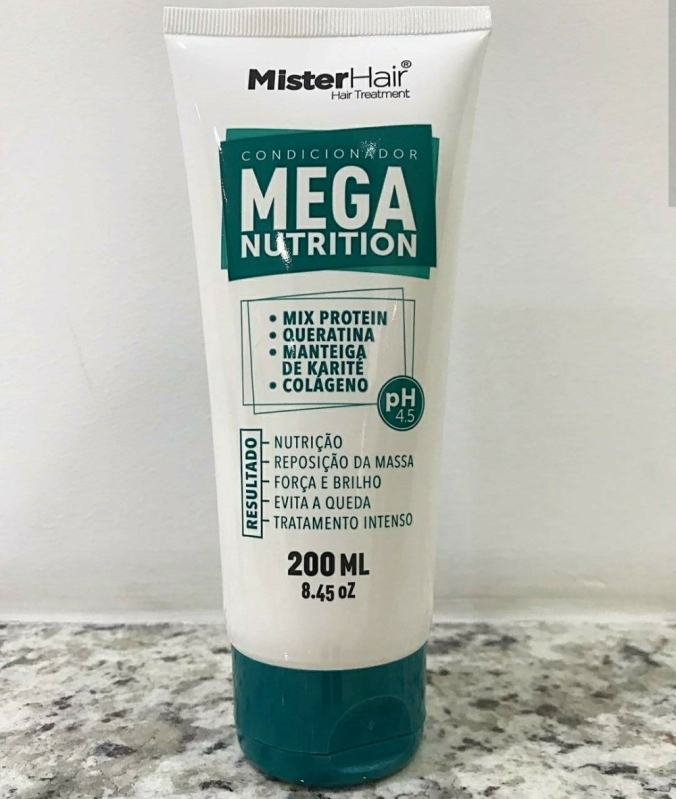 MisterHair®
Hair Treatment
CONDICIONADOR
MEGA
NUTRITION
• MIX PROTEIN
• QUERATINA
• MANTEIGA
DE KARITÉ
• COLÁGENO
pH
4.5
RESULTADO
NUTRIÇÃO
REPOSIÇÃO DA MASSA
FORÇA E BRILHO
EVITA A QUEDA
TRATAMENTO INTENSO
200 ML
8.45 oZ